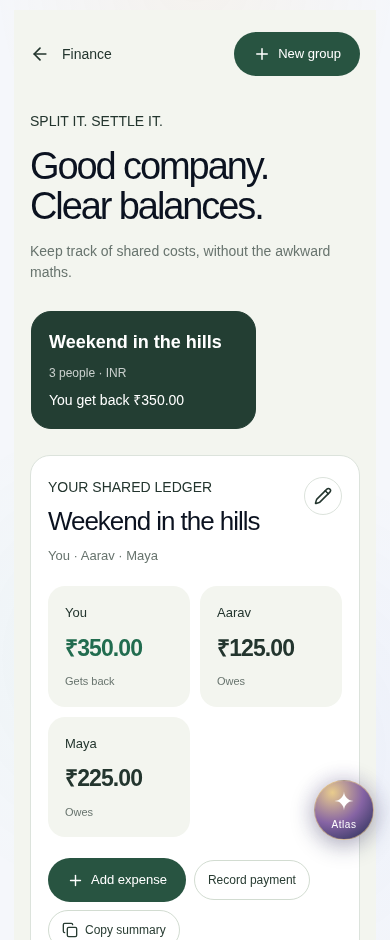 Finance
New group
SPLIT IT. SETTLE IT.
Good company.
Clear balances.
Keep track of shared costs, without the awkward
maths.
Weekend in the hills
3 people · INR
You get back ₹350.00
YOUR SHARED LEDGER
Weekend in the hills
You · Aarav · Maya
You
₹350.00
Gets back
Aarav
₹125.00
Owes
Maya
₹225.00
Owes
Atlas
Add expense
Record payment
Copy summary